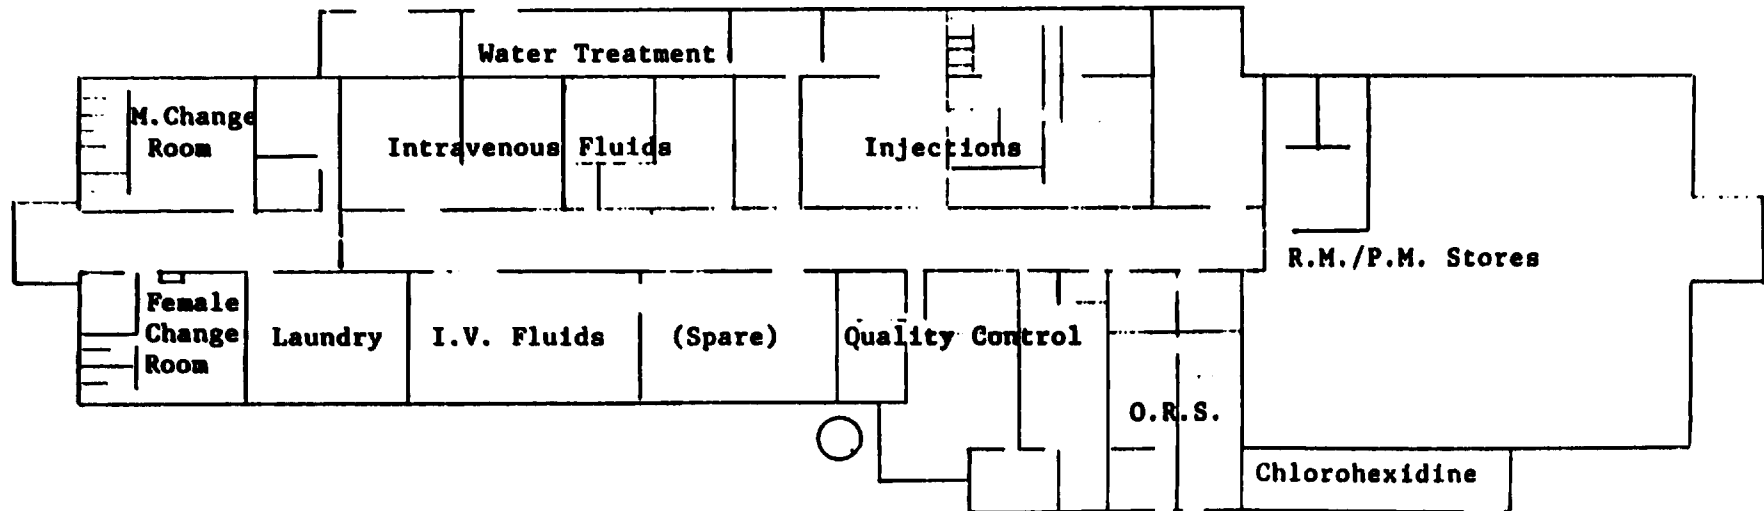 Water Treatment
M.Change
Room
Intravenous Fluids
Injections
R.M./P.M. Stores
Female
Change
Room
Laundry
I.V. Fluids
(Spare)
Quality Control
O.R.S.
Chlorohexidine